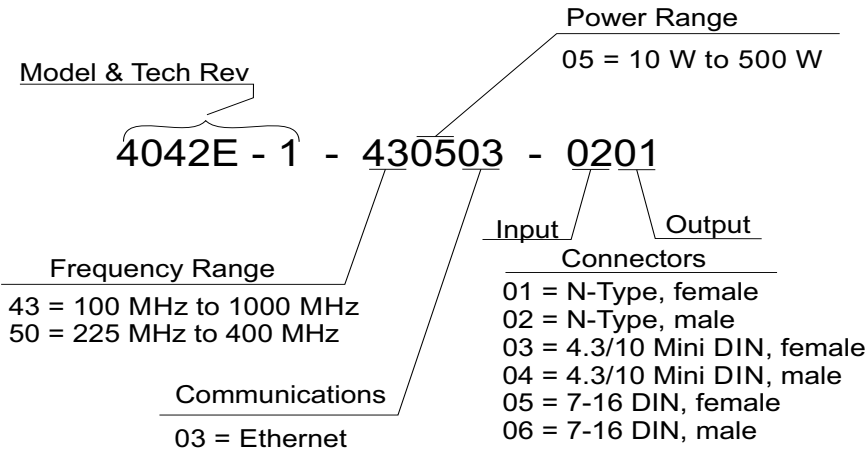 Power Range
05 = 10 W to 500 W
Model & Tech Rev
4042E - 1 - 430503 - 0201
Input
Output
Connectors
01 = N-Type, female
02 = N-Type, male
03 = 4.3/10 Mini DIN, female
04 = 4.3/10 Mini DIN, male
05 = 7-16 DIN, female
06 = 7-16 DIN, male
Frequency Range
43 = 100 MHz to 1000 MHz
50 = 225 MHz to 400 MHz
Communications
03 = Ethernet